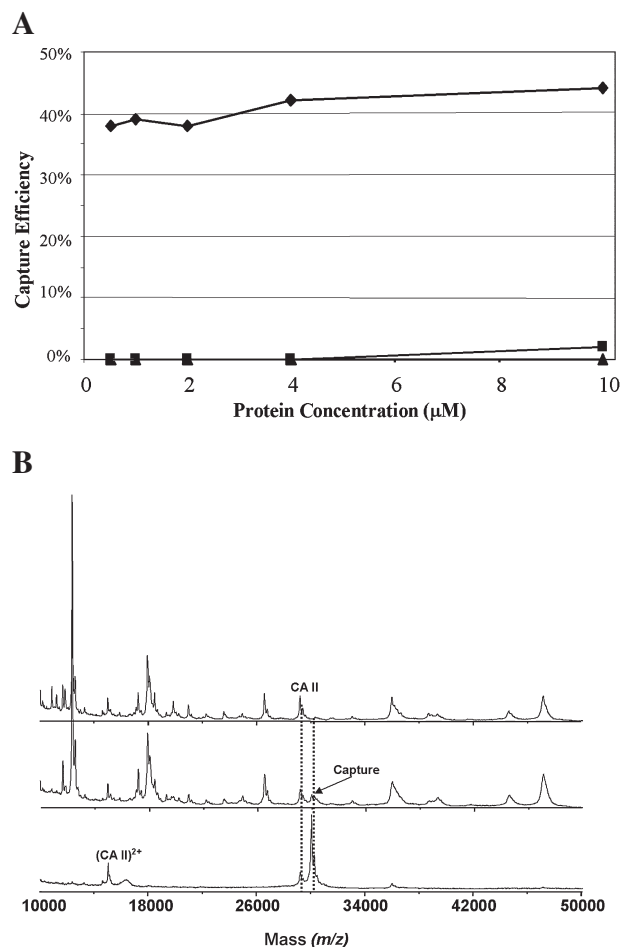 A
50%
40%
30%
20%
10%
0%
Capture Efficiency
0 2 4 6 8 10
Protein Concentration (μM)
B
CA II
Capture
(CA II)2+
10000 18000 26000 34000 42000 50000
Mass (m/z)